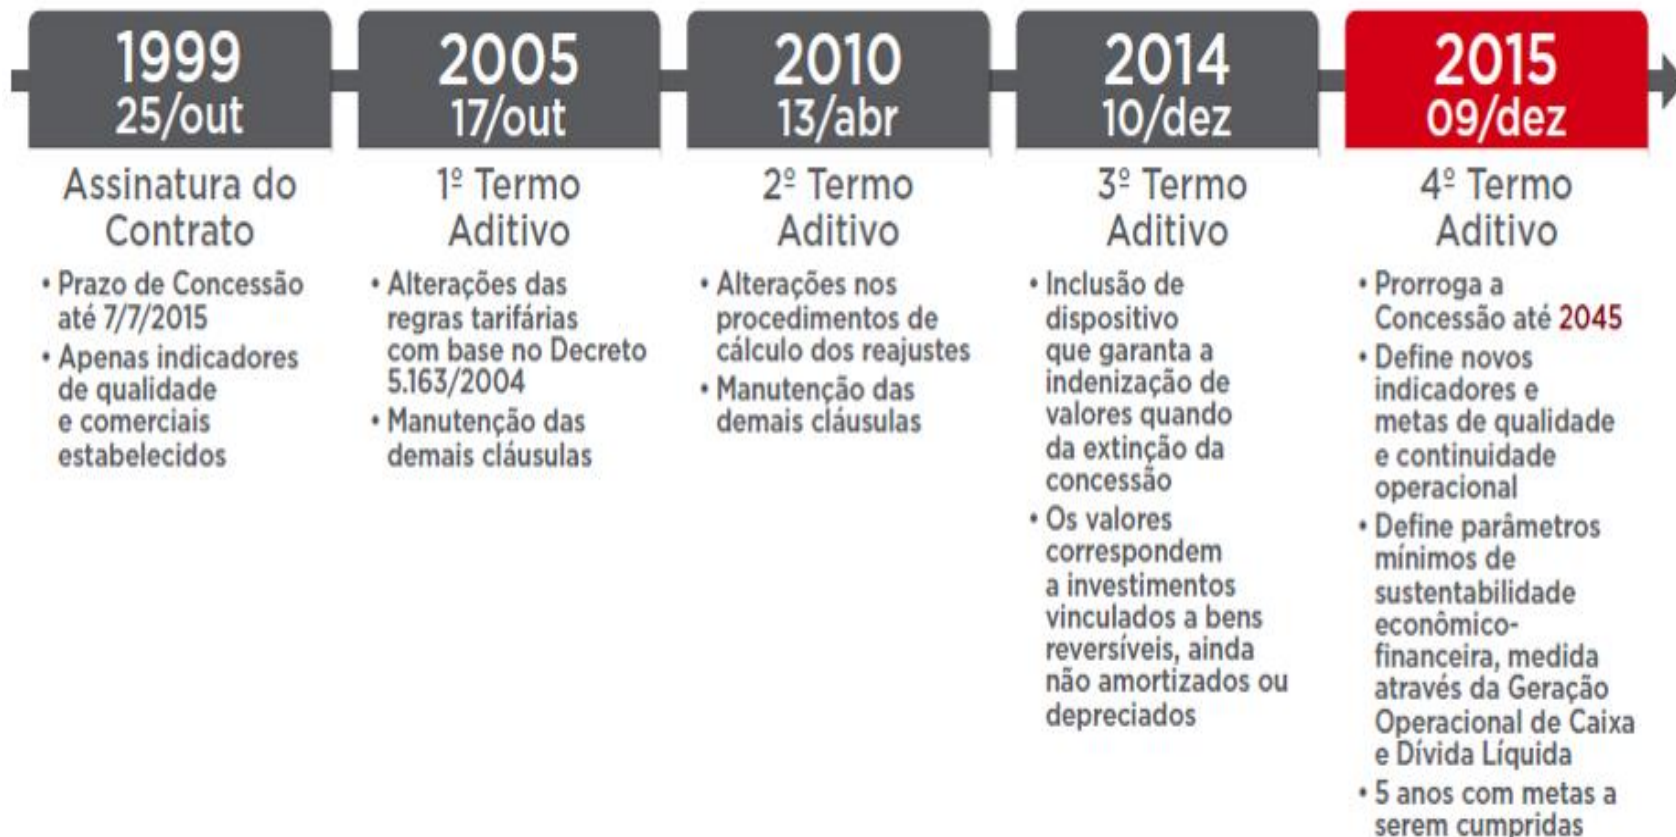 1999
25/out
Assinatura do
Contrato
• Prazo de Concessão
até 7/7/2015
• Apenas indicadores
de qualidade
e comerciais
estabelecidos
2005
17/out
1º Termo
Aditivo
• Alterações das
regras tarifárias
com base no Decreto
5.163/2004
• Manutenção das
demais cláusulas
2010
13/abr
2º Termo
Aditivo
• Alterações nos
procedimentos de
cálculo dos reajustes
• Manutenção das
demais cláusulas
2014
10/dez
3º Termo
Aditivo
• Inclusão de
dispositivo
que garanta a
indenização de
valores quando
da extinção da
concessão
• Os valores
correspondem
a investimentos
vinculados a bens
reversíveis, ainda
não amortizados ou
depreciados
2015
09/dez
4º Termo
Aditivo
• Prorroga a
Concessão até 2045
• Define novos
indicadores e
metas de qualidade
e continuidade
operacional
• Define parâmetros
mínimos de
sustentabilidade
econômico-
financeira, medida
através da Geração
Operacional de Caixa
e Dívida Líquida
• 5 anos com metas a
serem cumpridas